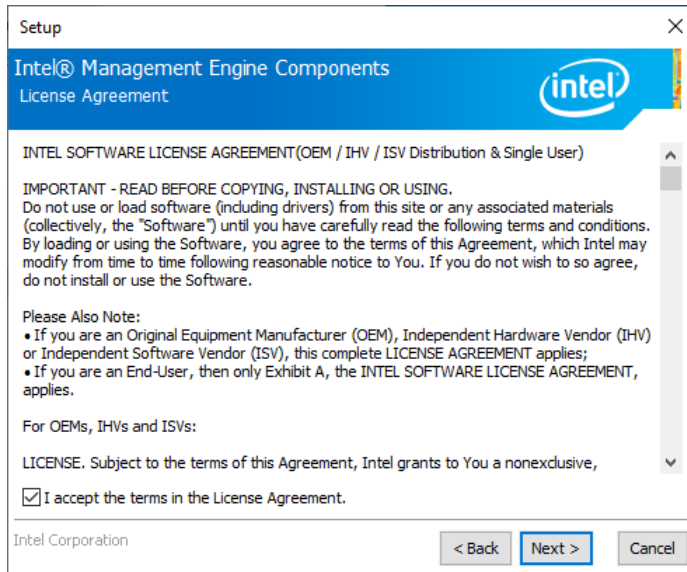 Setup
Intel® Management Engine Components
License Agreement
intel
INTEL SOFTWARE LICENSE AGREEMENT(OEM / IHV / ISV Distribution & Single User)
IMPORTANT - READ BEFORE COPYING, INSTALLING OR USING.
Do not use or load software (including drivers) from this site or any associated materials
(collectively, the "Software") until you have carefully read the following terms and conditions.
By loading or using the Software, you agree to the terms of this Agreement, which Intel may
modify from time to time following reasonable notice to You. If you do not wish to so agree,
do not install or use the Software.
Please Also Note:
• If you are an Original Equipment Manufacturer (OEM), Independent Hardware Vendor (IHV)
or Independent Software Vendor (ISV), this complete LICENSE AGREEMENT applies;
• If you are an End-User, then only Exhibit A, the INTEL SOFTWARE LICENSE AGREEMENT,
applies.
For OEMs, IHVs and ISVs:
LICENSE. Subject to the terms of this Agreement, Intel grants to You a nonexclusive,
I accept the terms in the License Agreement.
Intel Corporation
< Back Next > Cancel